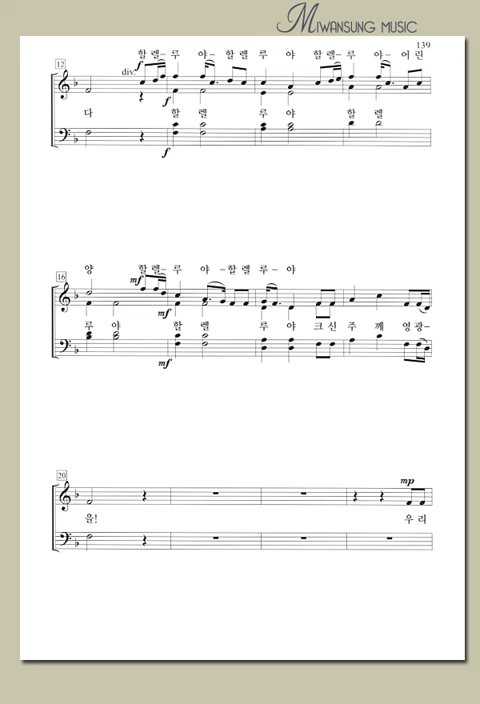 MIWANSUNG MUSIC
139
할렐-루 야-할렐루 야 할렐-루 야-어린
12
div.
f
f
다 할 렐 루 야 할 렐
f
양 할렐-루 야-할렐루-야
16
mf
mf
루 야 할 렐 루 야 크신 주 께 영광-
mf
20
mp
을! 우리